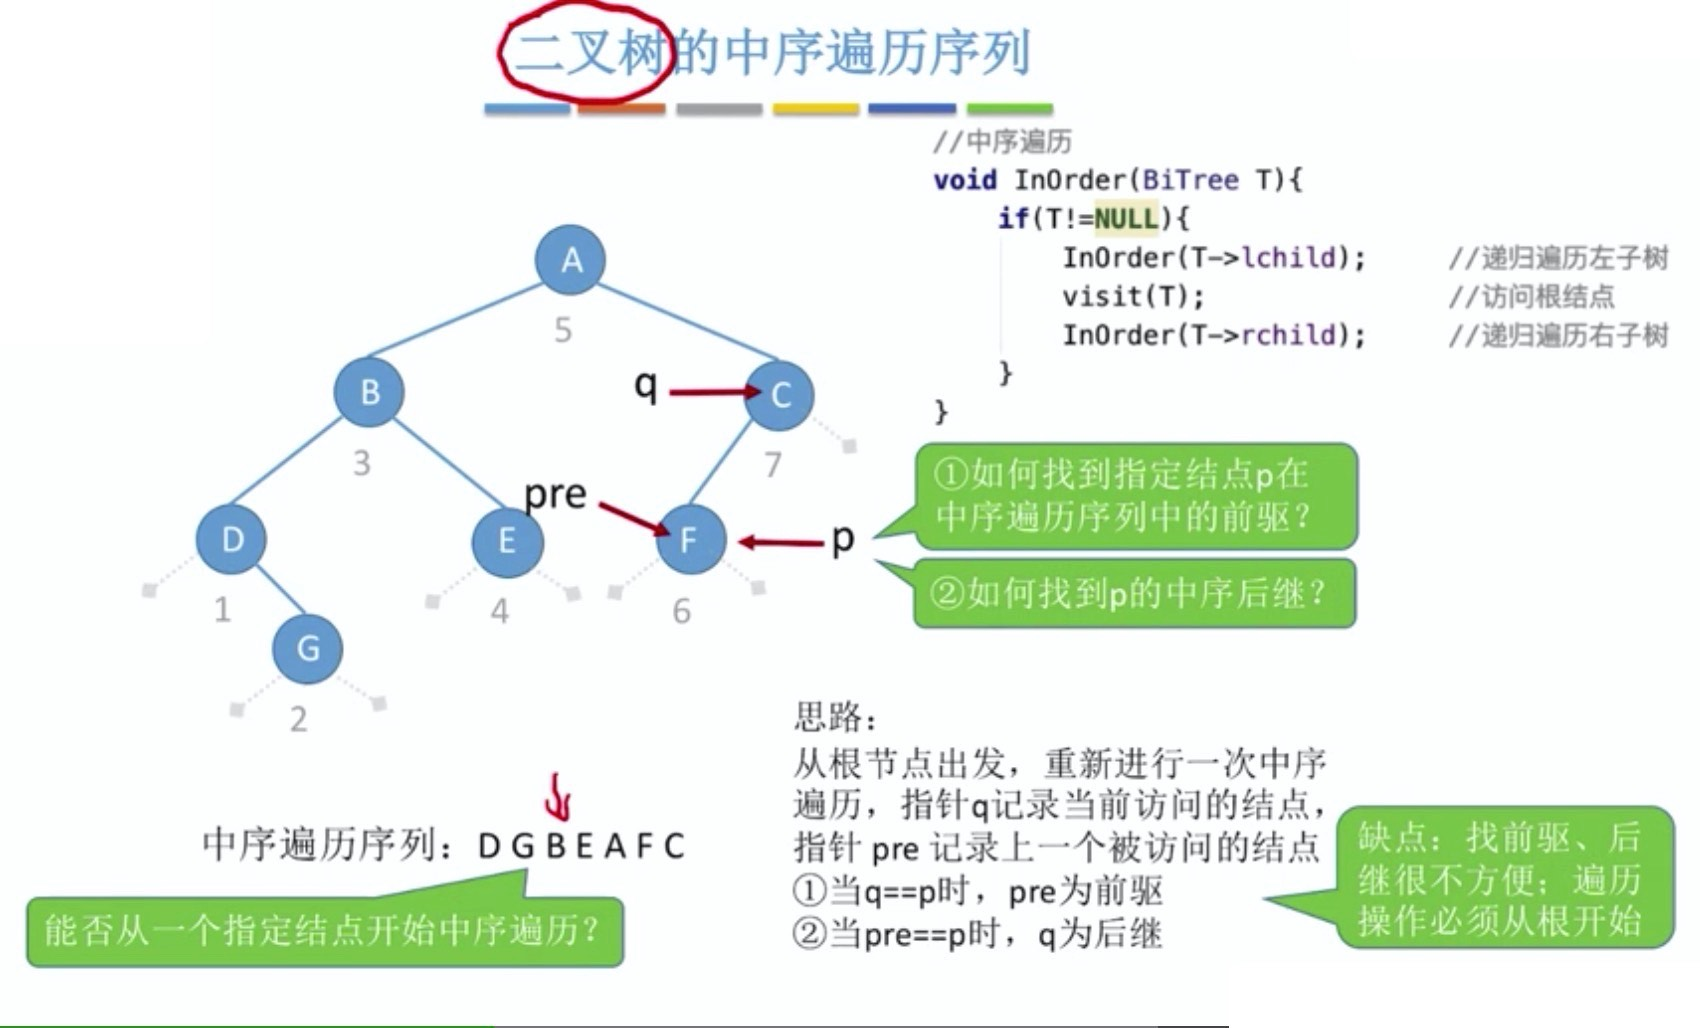 二叉树的中序遍历序列
//中序遍历
void InOrder(BiTree T){
if(T!=NULL){
InOrder(T->lchild); //递归遍历左子树
visit(T); //访问根结点
InOrder(T->rchild); //递归遍历右子树
}
}
A
5
B
3
q
C
7
pre
D
1
E
4
F
6
p
G
2
①如何找到指定结点p在
中序遍历序列中的前驱？
②如何找到p的中序后继？
中序遍历序列：D G B E A F C
能否从一个指定结点开始中序遍历？
思路：
从根节点出发，重新进行一次中序
遍历，指针q记录当前访问的结点，
指针 pre 记录上一个被访问的结点
①当q==p时，pre为前驱
②当pre==p时，q为后继
缺点：找前驱、后
继很不方便；遍历
操作必须从根开始